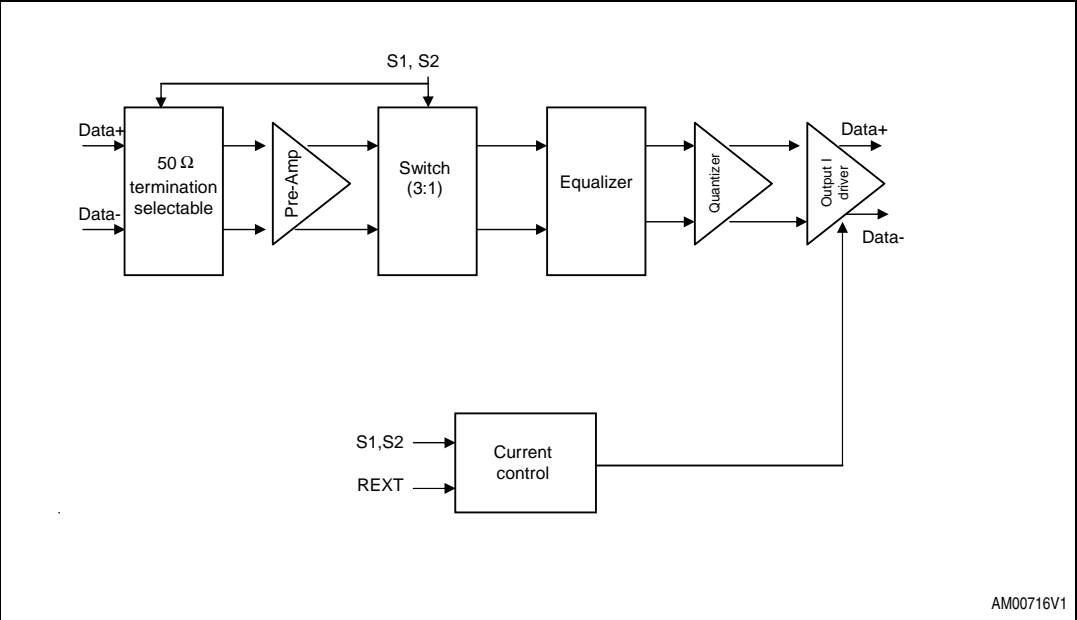 S1, S2
Data+
Data-
50 Ω
termination
selectable
Pre-Amp
Switch
(3:1)
Equalizer
Quantizer
Output I
driver
Data+
Data-
S1,S2
REXT
Current
control
AM00716V1